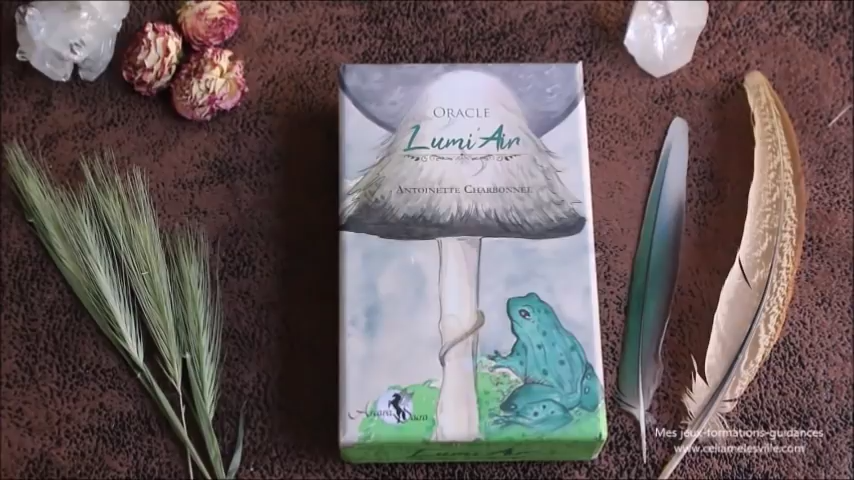 ORACLE
Lumi'Air
ANTOINETTE CHARBONNEL
Lumi'Air
Mes jeux-formations-guidances
www.celiamelesville.com